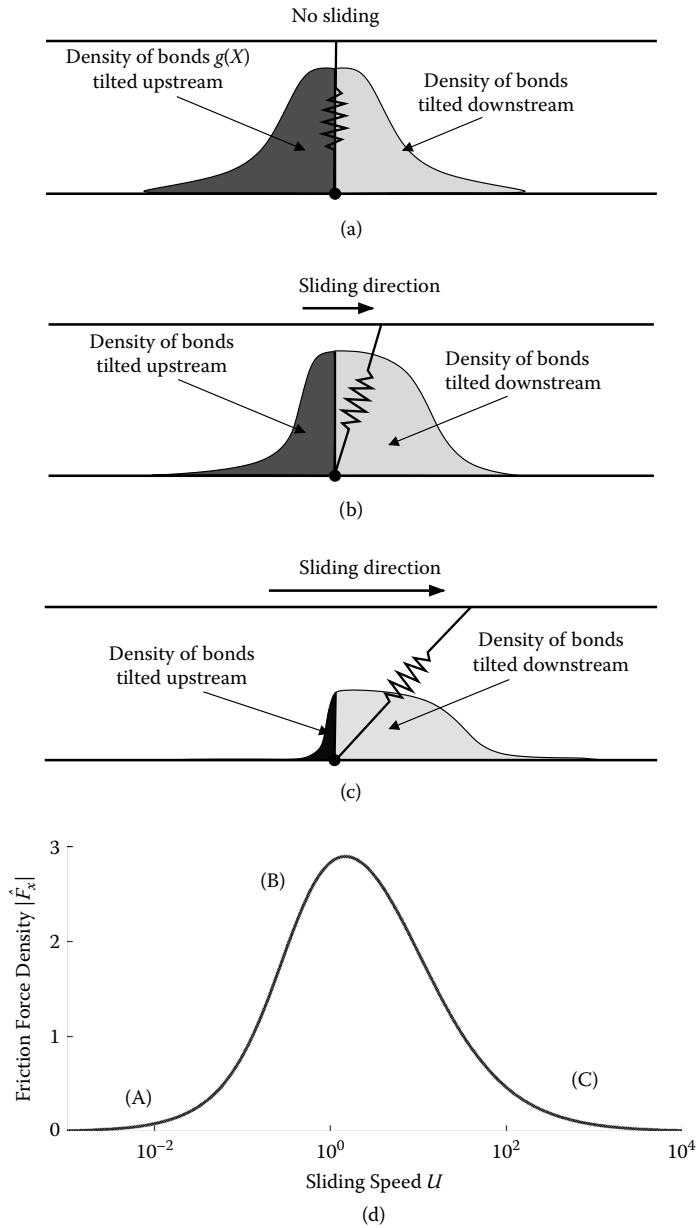 No sliding
Density of bonds g(X)
tilted upstream
Density of bonds
tilted downstream
(a)
Sliding direction
Density of bonds
tilted upstream
Density of bonds
tilted downstream
(b)
Sliding direction
Density of bonds
tilted upstream
Density of bonds
tilted downstream
(c)
Friction Force Density |F̂ₓ|
3
2
1
0
(A)
(B)
(C)
10⁻²
10⁰
10²
10⁴
Sliding Speed U
(d)